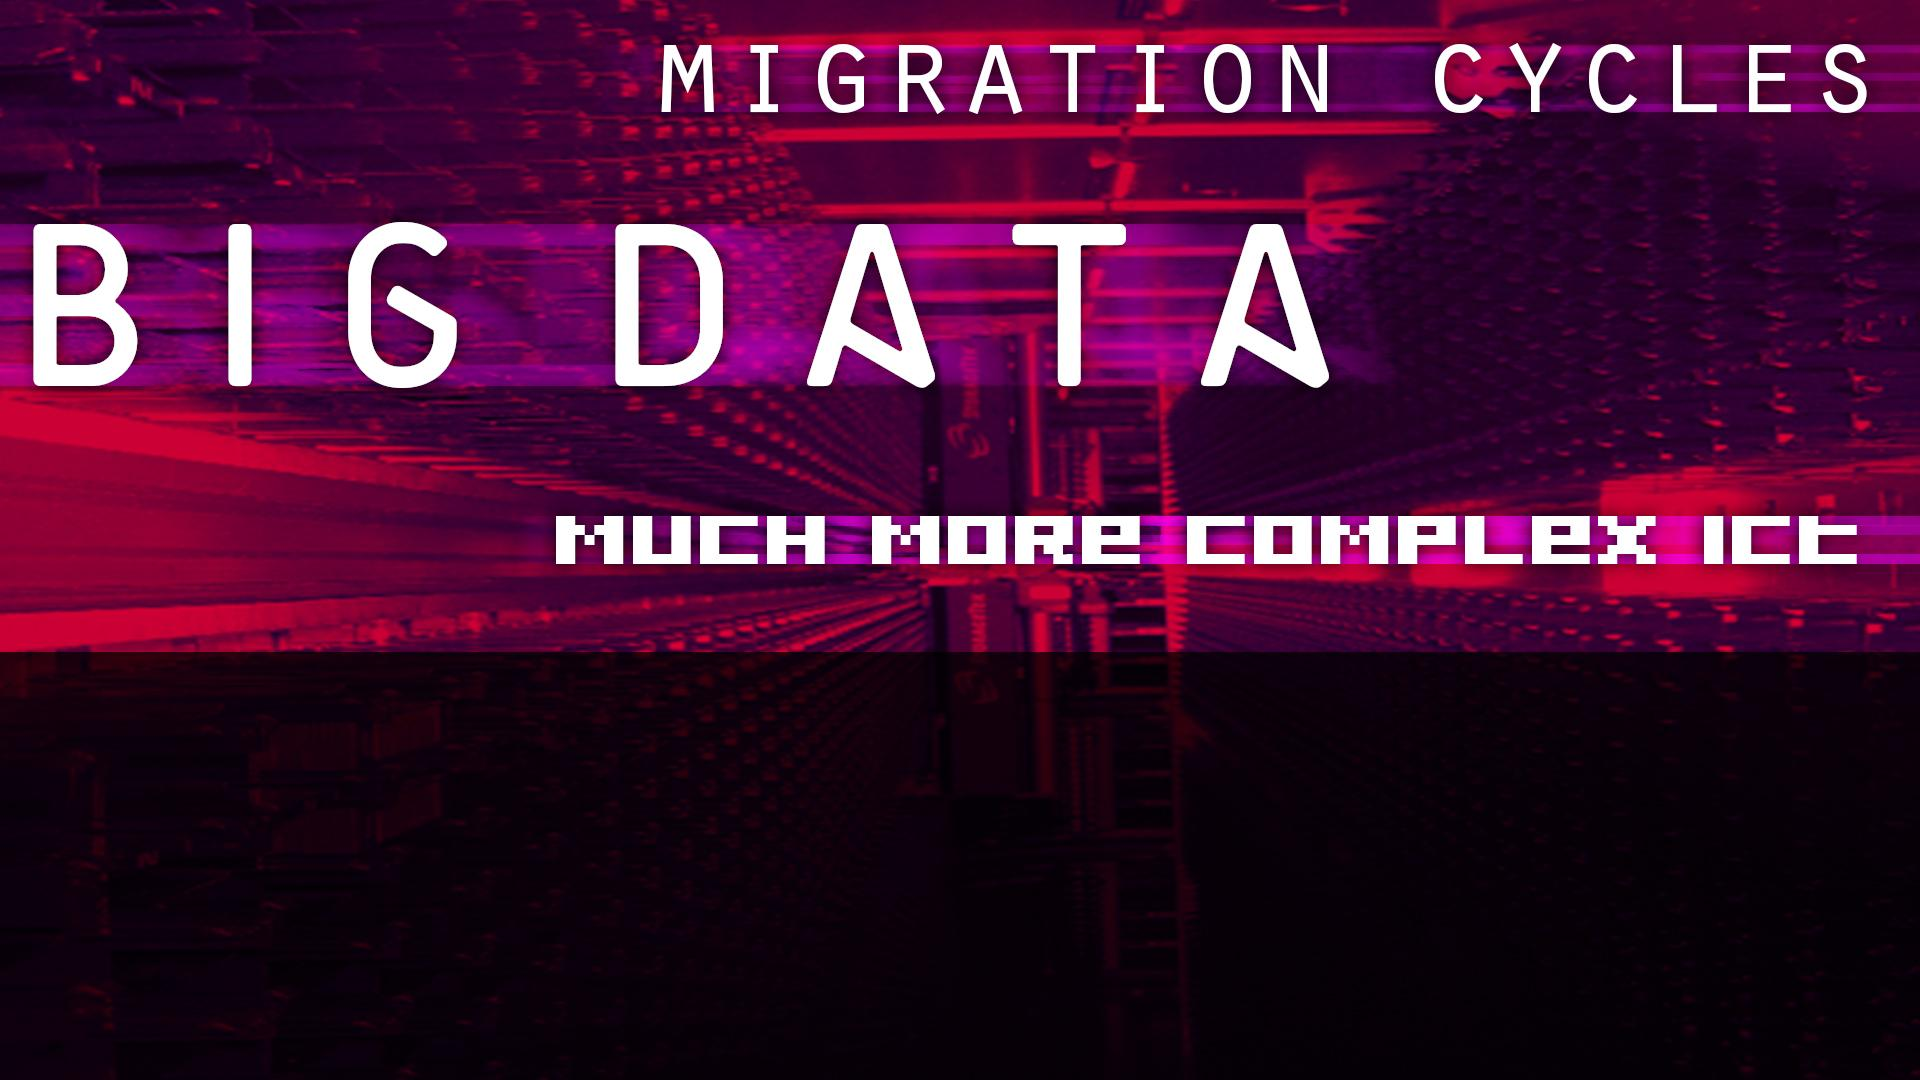 MIGRATION CYCLES
BIG DATA
MUCH MORE COMPLEX ICT